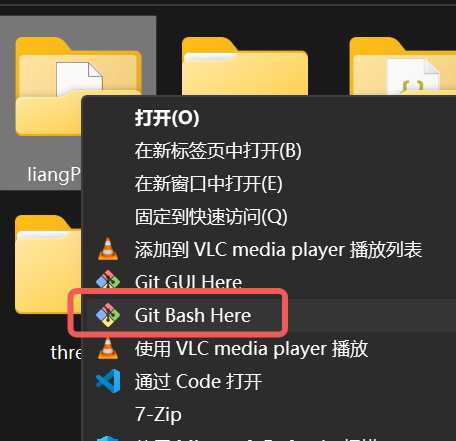 liangP
打开(O)
在新标签页中打开(B)
在新窗口中打开(E)
固定到快速访问(Q)
添加到 VLC media player 播放列表
Git GUI Here
Git Bash Here
使用 VLC media player 播放
thre
通过 Code 打开
7-Zip